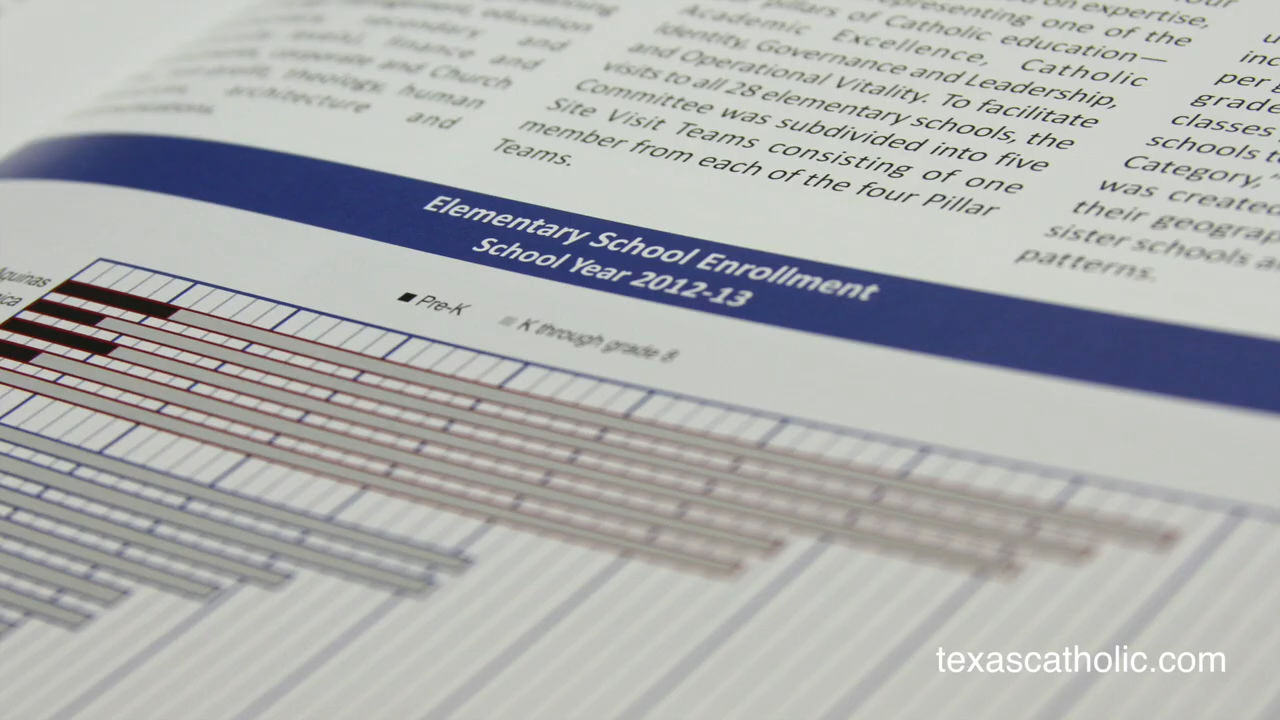 management, education
secondary and
finance and
corporate and Church
theology, human
architecture and
on expertise,
representing one of the
pillars of Catholic education—
Academic Excellence, Catholic
Identity, Governance and Leadership,
and Operational Vitality. To facilitate
visits to all 28 elementary schools, the
Committee was subdivided into five
Site Visit Teams consisting of one
member from each of the four Pillar
Teams.
per
grade
classes
schools
Category,"
was created
their
sister schools
patterns.
Elementary School Enrollment
School Year 2012-13
Pre-K
K through grade 8
Aquinas
texascatholic.com